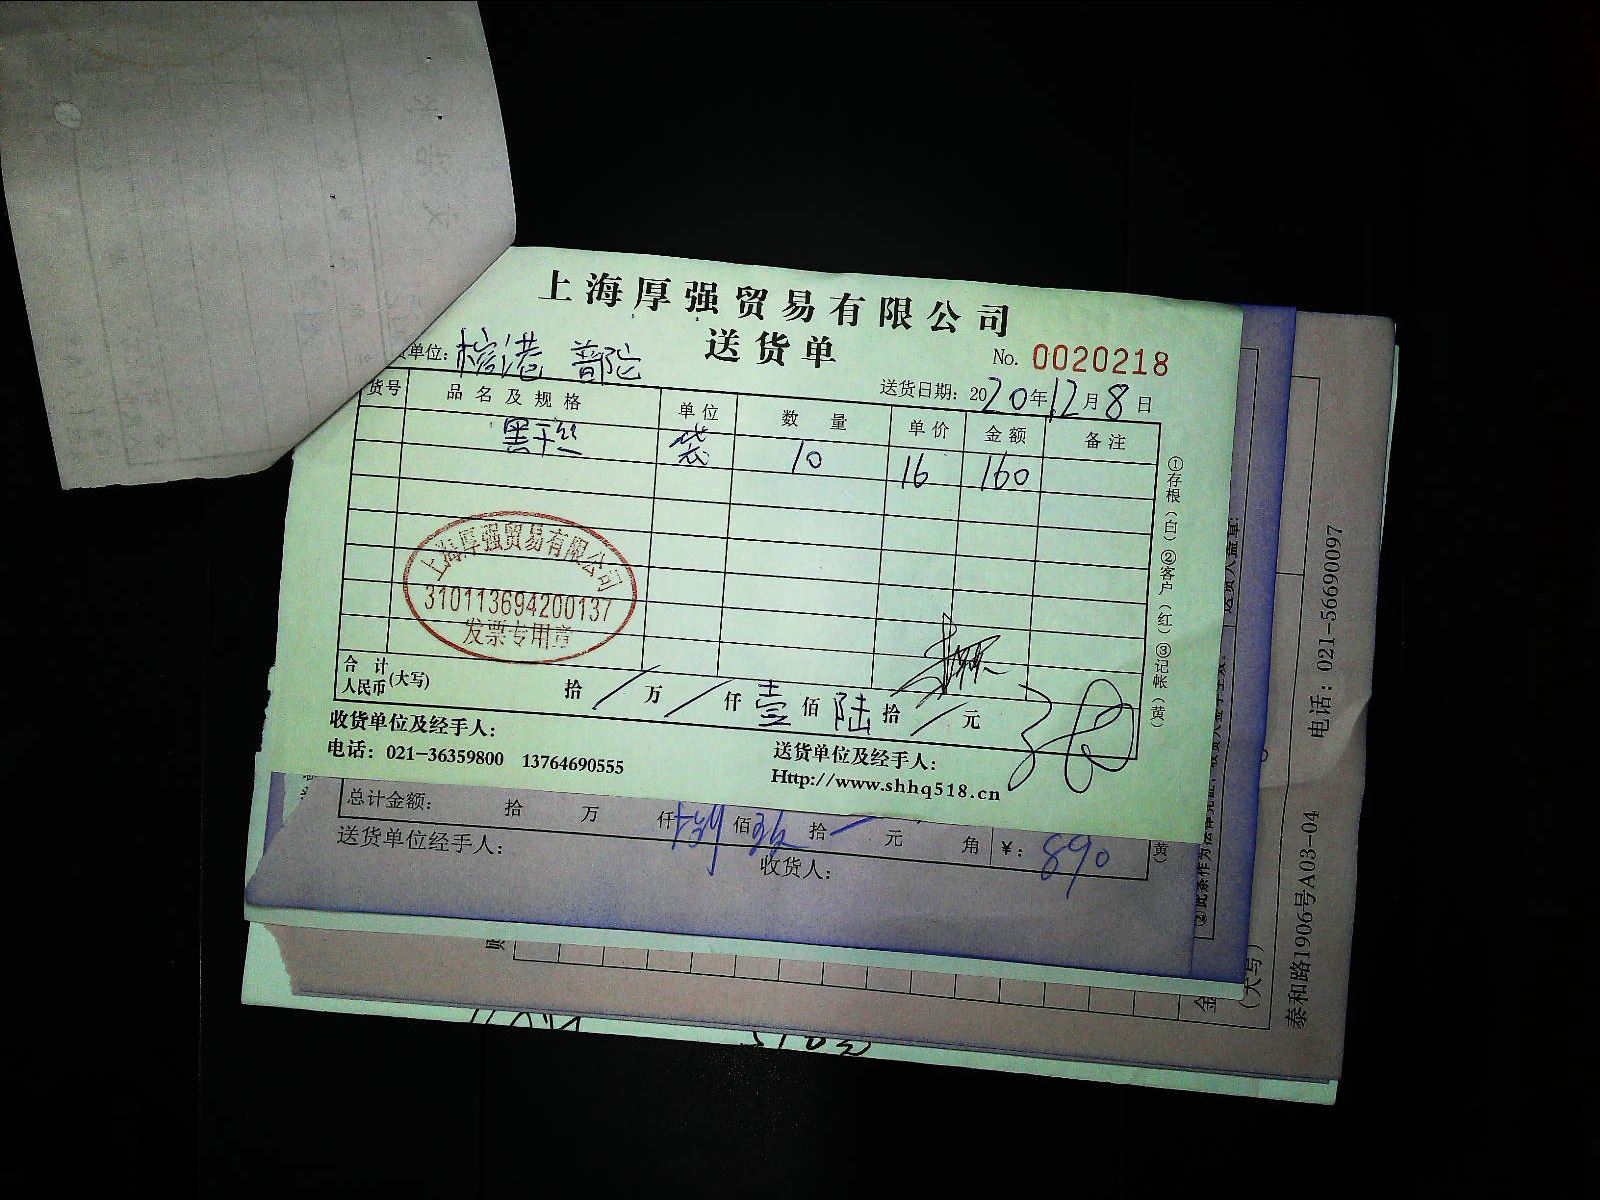 上海厚强贸易有限公司
送货单
No. 0020218
单位: 榕港 普陀
送货日期: 2020年12月8日
货号 品名及规格 单位 数量 单价 金额 备注
黑干丝 袋 10 16 160
①存根(白)②客户(红)③记帐(黄)
上海厚强贸易有限公司
310113694200137
发票专用章
合计人民币(大写) 拾 / 万 / 仟 壹 佰 陆 拾 / 元
收货单位及经手人:
电话: 021-36359800 13764690555
送货单位及经手人:
Http://www.shhq518.cn
总计金额: 拾 万 仟 捌 佰 玖 拾 元 角 ¥: 890
送货单位经手人:
收货人:
(大写)
泰和路1906号A03-04 电话: 021-56690097